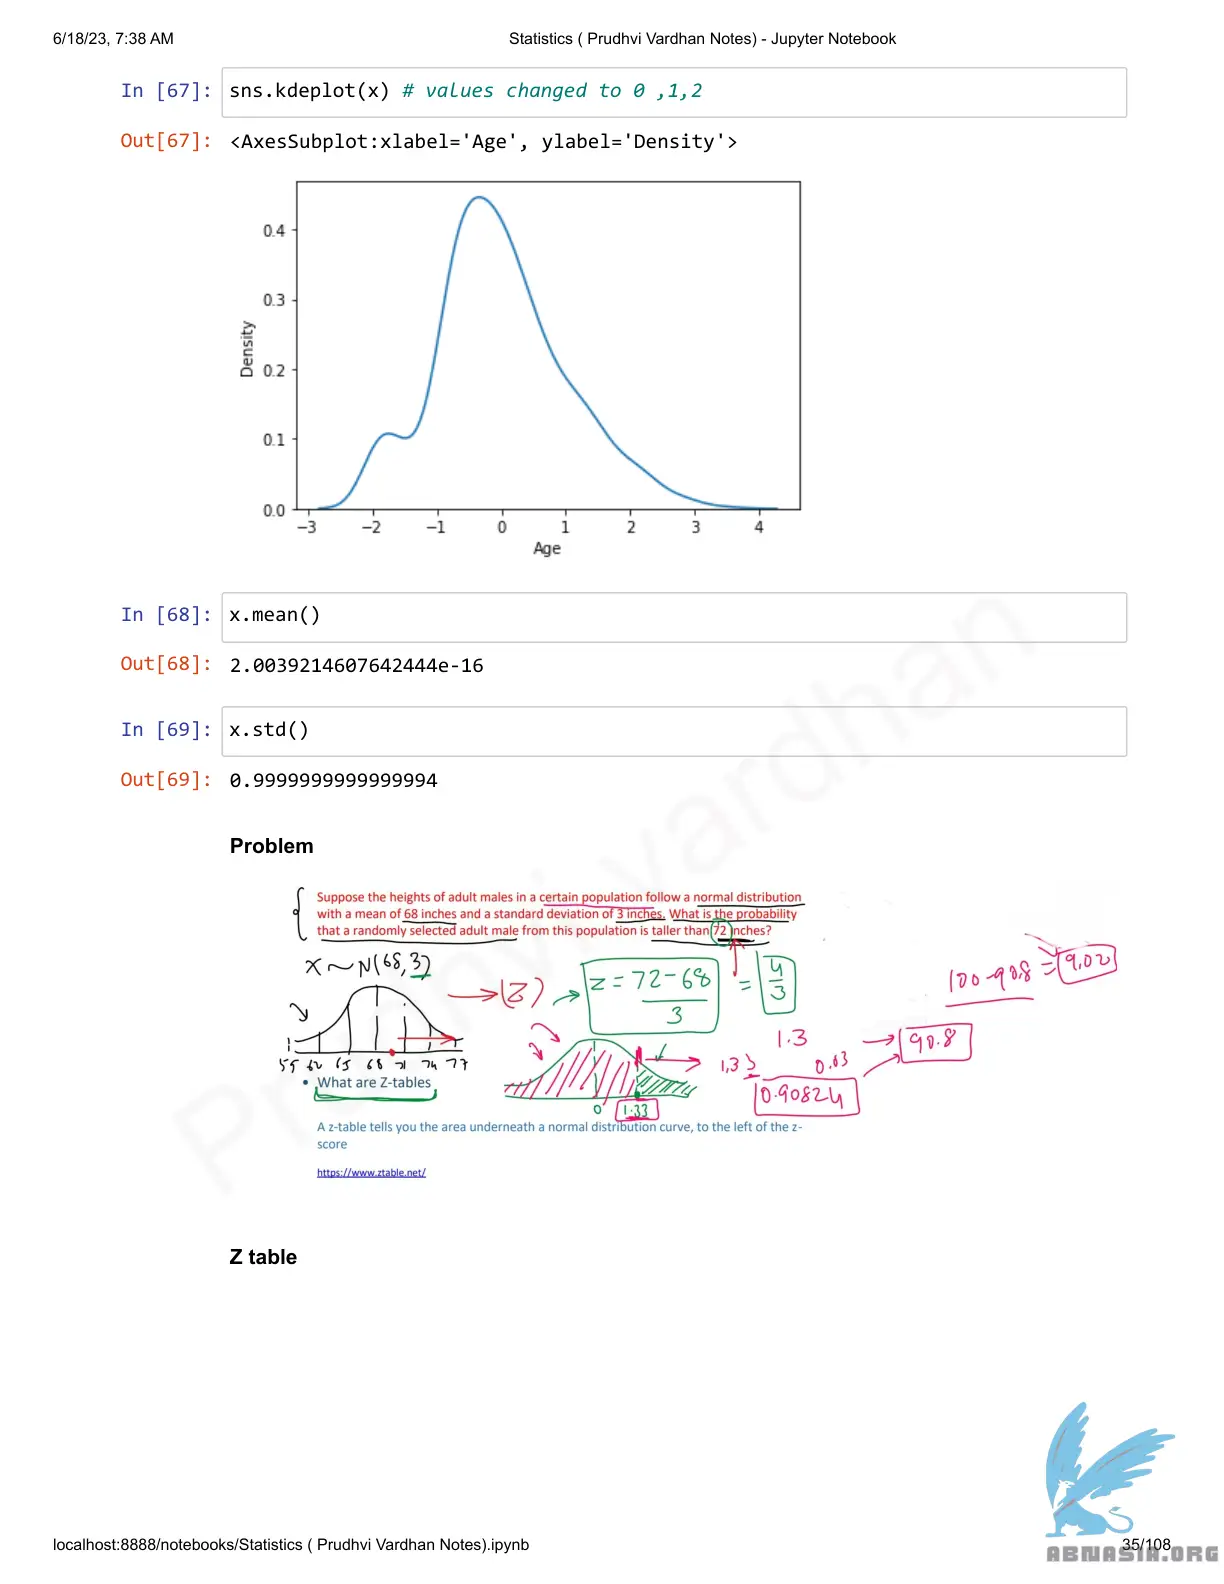 6/18/23, 7:38 AM
Statistics ( Prudhvi Vardhan Notes) - Jupyter Notebook
In [67]: sns.kdeplot(x) # values changed to 0 ,1,2
Out[67]: <AxesSubplot:xlabel='Age', ylabel='Density'>
0.4
0.3
0.2
0.1
0.0
Density
−3 −2 −1 0 1 2 3 4
Age
In [68]: x.mean()
Out[68]: 2.0039214607642444e-16
In [69]: x.std()
Out[69]: 0.9999999999999994
Prudhvi vardhan
Problem
Suppose the heights of adult males in a certain population follow a normal distribution
with a mean of 68 inches and a standard deviation of 3 inches. What is the probability
that a randomly selected adult male from this population is taller than 72 inches?
X ~ N(68, 3)
→ (Z) → Z = 72 - 68 / 3 = 4/3
100 - 90.8 = 9.02
1.3
→ 90.8
1.33 0.03
0.90824
55 62 65 68 71 74 77
0 1.33
• What are Z-tables
A z-table tells you the area underneath a normal distribution curve, to the left of the z-
score
https://www.ztable.net/
Z table
localhost:8888/notebooks/Statistics ( Prudhvi Vardhan Notes).ipynb
35/108
ABNASIA.ORG